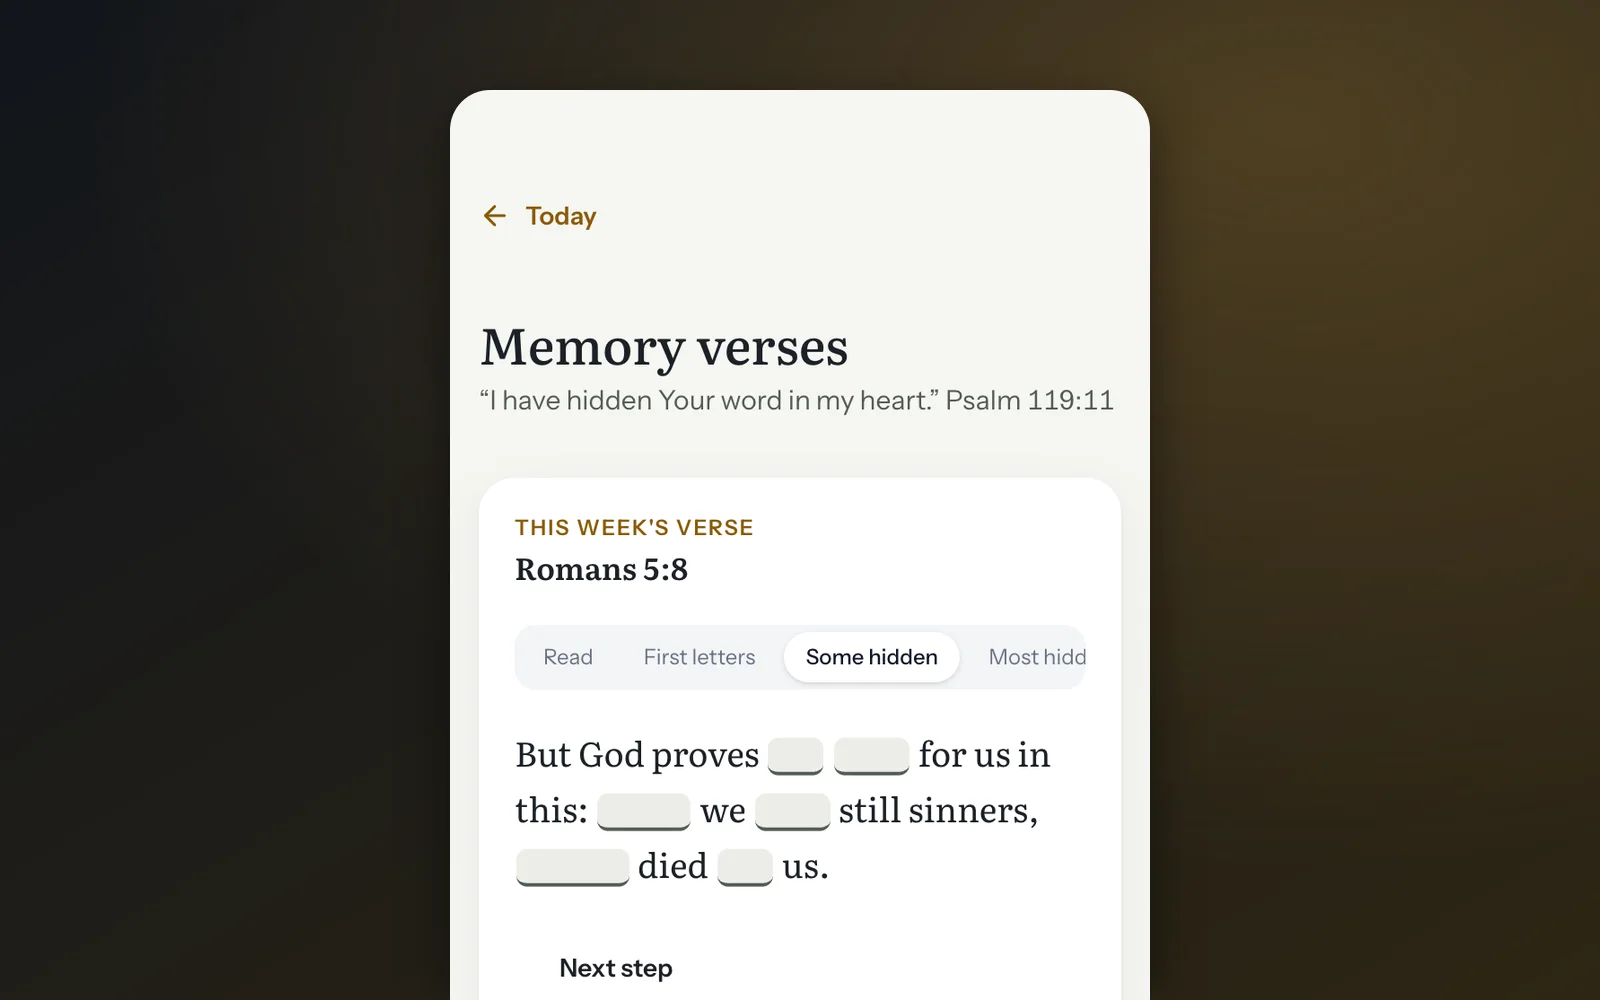 Today
Memory verses
“I have hidden Your word in my heart.” Psalm 119:11
THIS WEEK'S VERSE
Romans 5:8
Read First letters Some hidden Most hidd
But God proves for us in
this: we still sinners,
died us.
Next step